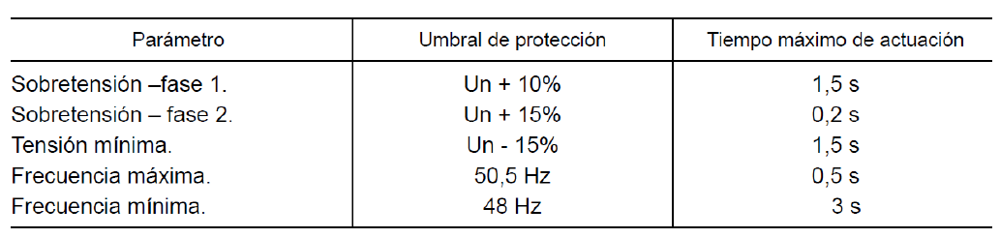 Parámetro Umbral de protección Tiempo máximo de actuación
Sobretensión –fase 1. Un + 10% 1,5 s
Sobretensión – fase 2. Un + 15% 0,2 s
Tensión mínima. Un - 15% 1,5 s
Frecuencia máxima. 50,5 Hz 0,5 s
Frecuencia mínima. 48 Hz 3 s